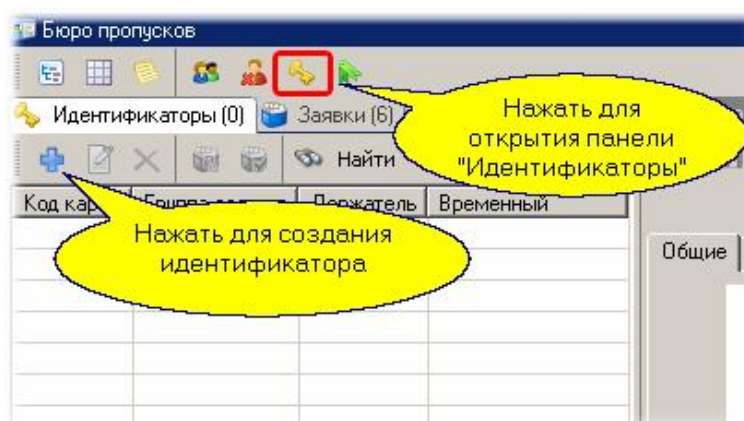 Бюро пропусков
Идентификаторы (0) Заявки (6)
Нажать для
открытия панели
"Идентификаторы"
Найти
Код Держатель Временный
Нажать для создания
идентификатора
Общие